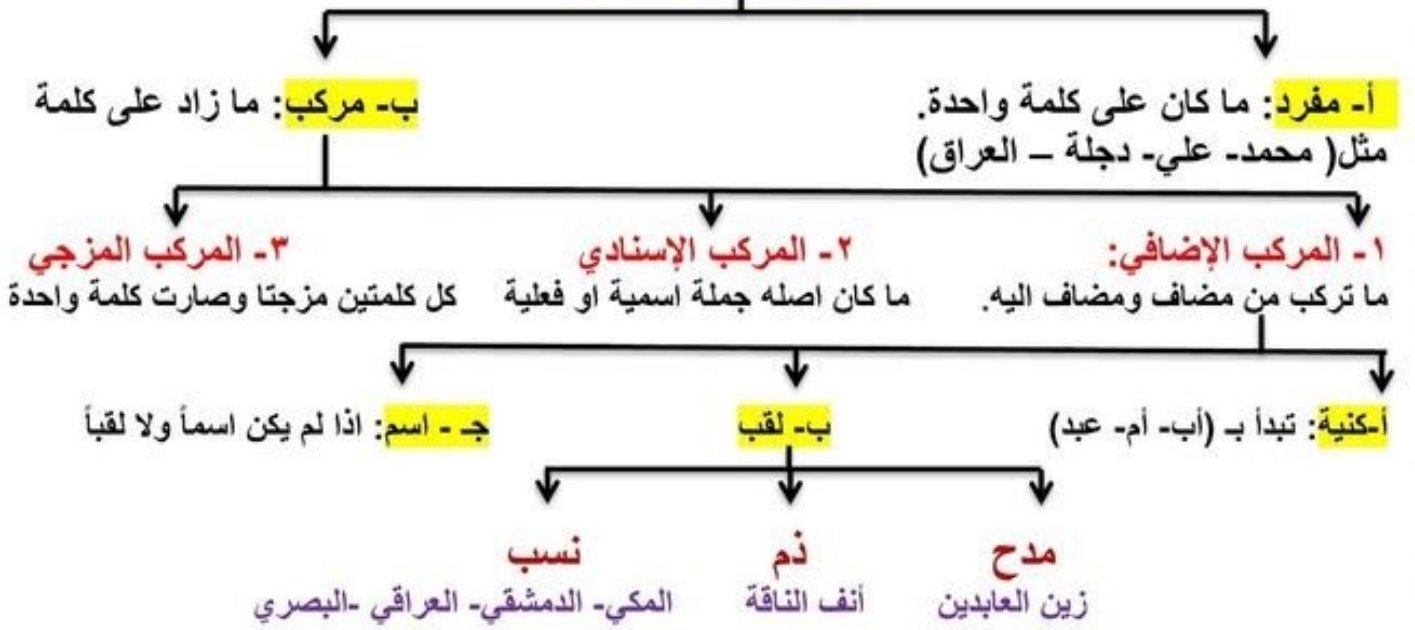 أ- مفرد: ما كان على كلمة واحدة.
مثل( محمد- علي- دجلة – العراق)
ب- مركب: ما زاد على كلمة
١- المركب الإضافي:
ما تركب من مضاف ومضاف اليه.
٢- المركب الإسنادي
ما كان اصله جملة اسمية او فعلية
٣- المركب المزجي
كل كلمتين مزجتا وصارت كلمة واحدة
أ-كنية: تبدأ بـ (أب- أم- عبد)
ب- لقب
جـ - اسم: اذا لم يكن اسماً ولا لقباً
مدح
زين العابدين
ذم
أنف الناقة
نسب
المكي- الدمشقي- العراقي -البصري